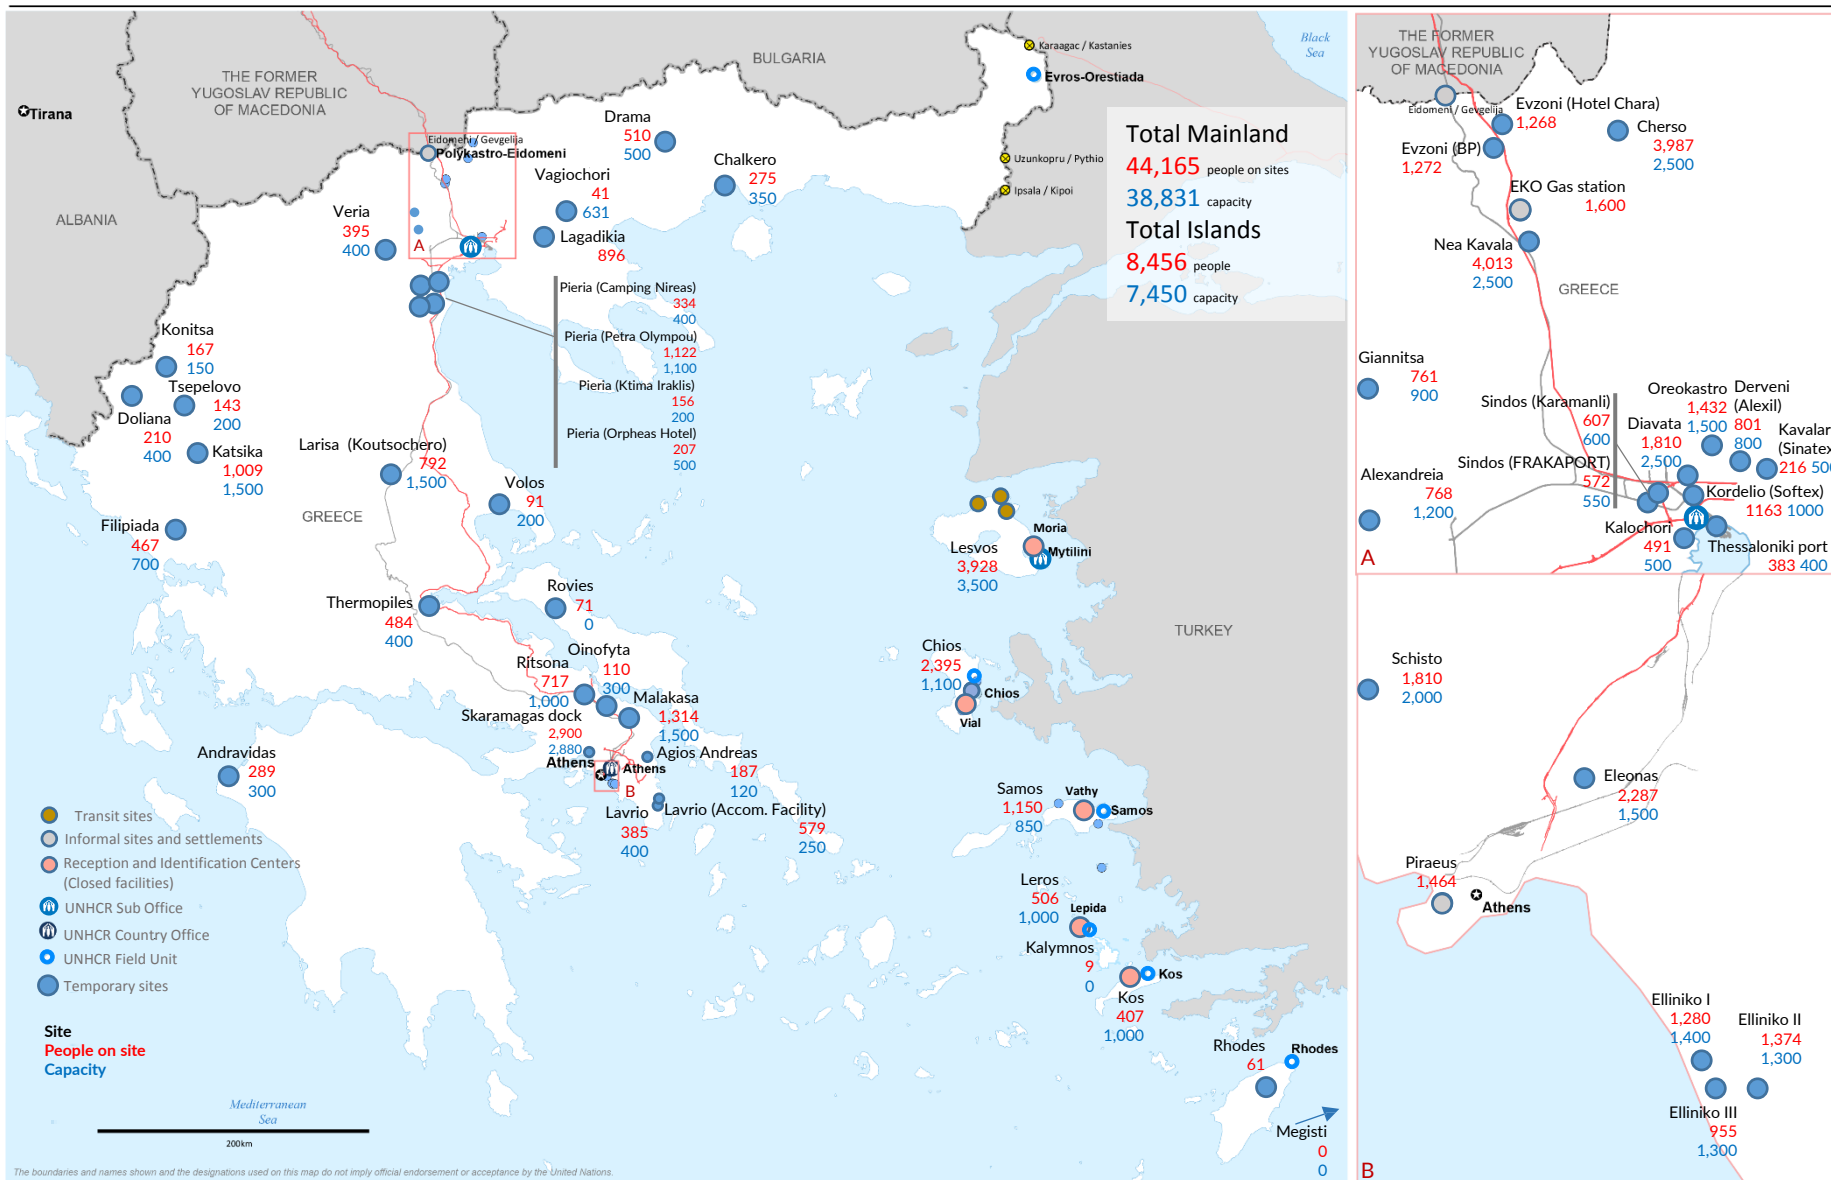 Tirana
THE FORMER
YUGOSLAV REPUBLIC
OF MACEDONIA
BULGARIA
ALBANIA
Black
Sea
Karaagac / Kastanies
Evros-Orestiada
Uzunkopru / Pythio
Ipsala / Kipoi
Total Mainland
44,165 people on sites
38,831 capacity
Total Islands
8,456 people
7,450 capacity
Eidomeni / Gevgelija
Polykastro-Eidomeni
A
Drama
510
500
Chalkero
275
350
Vagiochori
41
631
Lagadikia
896
Veria
395
400
Pieria (Camping Nireas)
334
400
Pieria (Petra Olympou)
1,122
1,100
Pieria (Ktima Iraklis)
156
200
Pieria (Orpheas Hotel)
207
500
Konitsa
167
150
Tsepelovo
143
200
Doliana
210
400
Katsika
1,009
1,500
Larisa (Koutsochero)
792
1,500
Volos
91
200
GREECE
Filipiada
467
700
Thermopiles
484
400
Rovies
71
0
Oinofyta
110
300
Ritsona
717
1,000
Malakasa
1,314
1,500
Skaramagas dock
2,900
2,880
Athens
Athens
B
Agios Andreas
187
120
Lavrio
385
400
Lavrio (Accom. Facility)
579
250
Andravidas
289
300
Moria
Mytilini
Lesvos
3,928
3,500
TURKEY
Chios
2,395
1,100
Chios
Vial
Samos
1,150
850
Vathy
Samos
Leros
506
1,000
Lepida
Kalymnos
9
0
Kos
Kos
407
1,000
Rhodes
61
Rhodes
Megisti
0
0
Transit sites
Informal sites and settlements
Reception and Identification Centers
(Closed facilities)
UNHCR Sub Office
UNHCR Country Office
UNHCR Field Unit
Temporary sites
Site
People on site
Capacity
Mediterranean
Sea
200km
The boundaries and names shown and the designations used on this map do not imply official endorsement or acceptance by the United Nations.
THE FORMER
YUGOSLAV REPUBLIC
OF MACEDONIA
Eidomeni / Gevgelija
Evzoni (Hotel Chara)
1,268
Cherso
3,987
2,500
Evzoni (BP)
1,272
EKO Gas station
1,600
Nea Kavala
4,013
2,500
GREECE
Giannitsa
761
900
Alexandreia
768
1,200
Sindos (Karamanli)
607
600
Sindos (FRAKAPORT)
572
550
Oreokastro
1,432
1,500
Derveni
(Alexil)
801
800
Diavata
1,810
2,500
Kavalar
(Sinatex
216 500
Kordelio (Softex)
1163 1000
Kalochori
491
500
Thessaloniki port
383 400
A
Schisto
1,810
2,000
Eleonas
2,287
1,500
Piraeus
1,464
Athens
Elliniko I
1,280
1,400
Elliniko II
1,374
1,300
Elliniko III
955
1,300
B